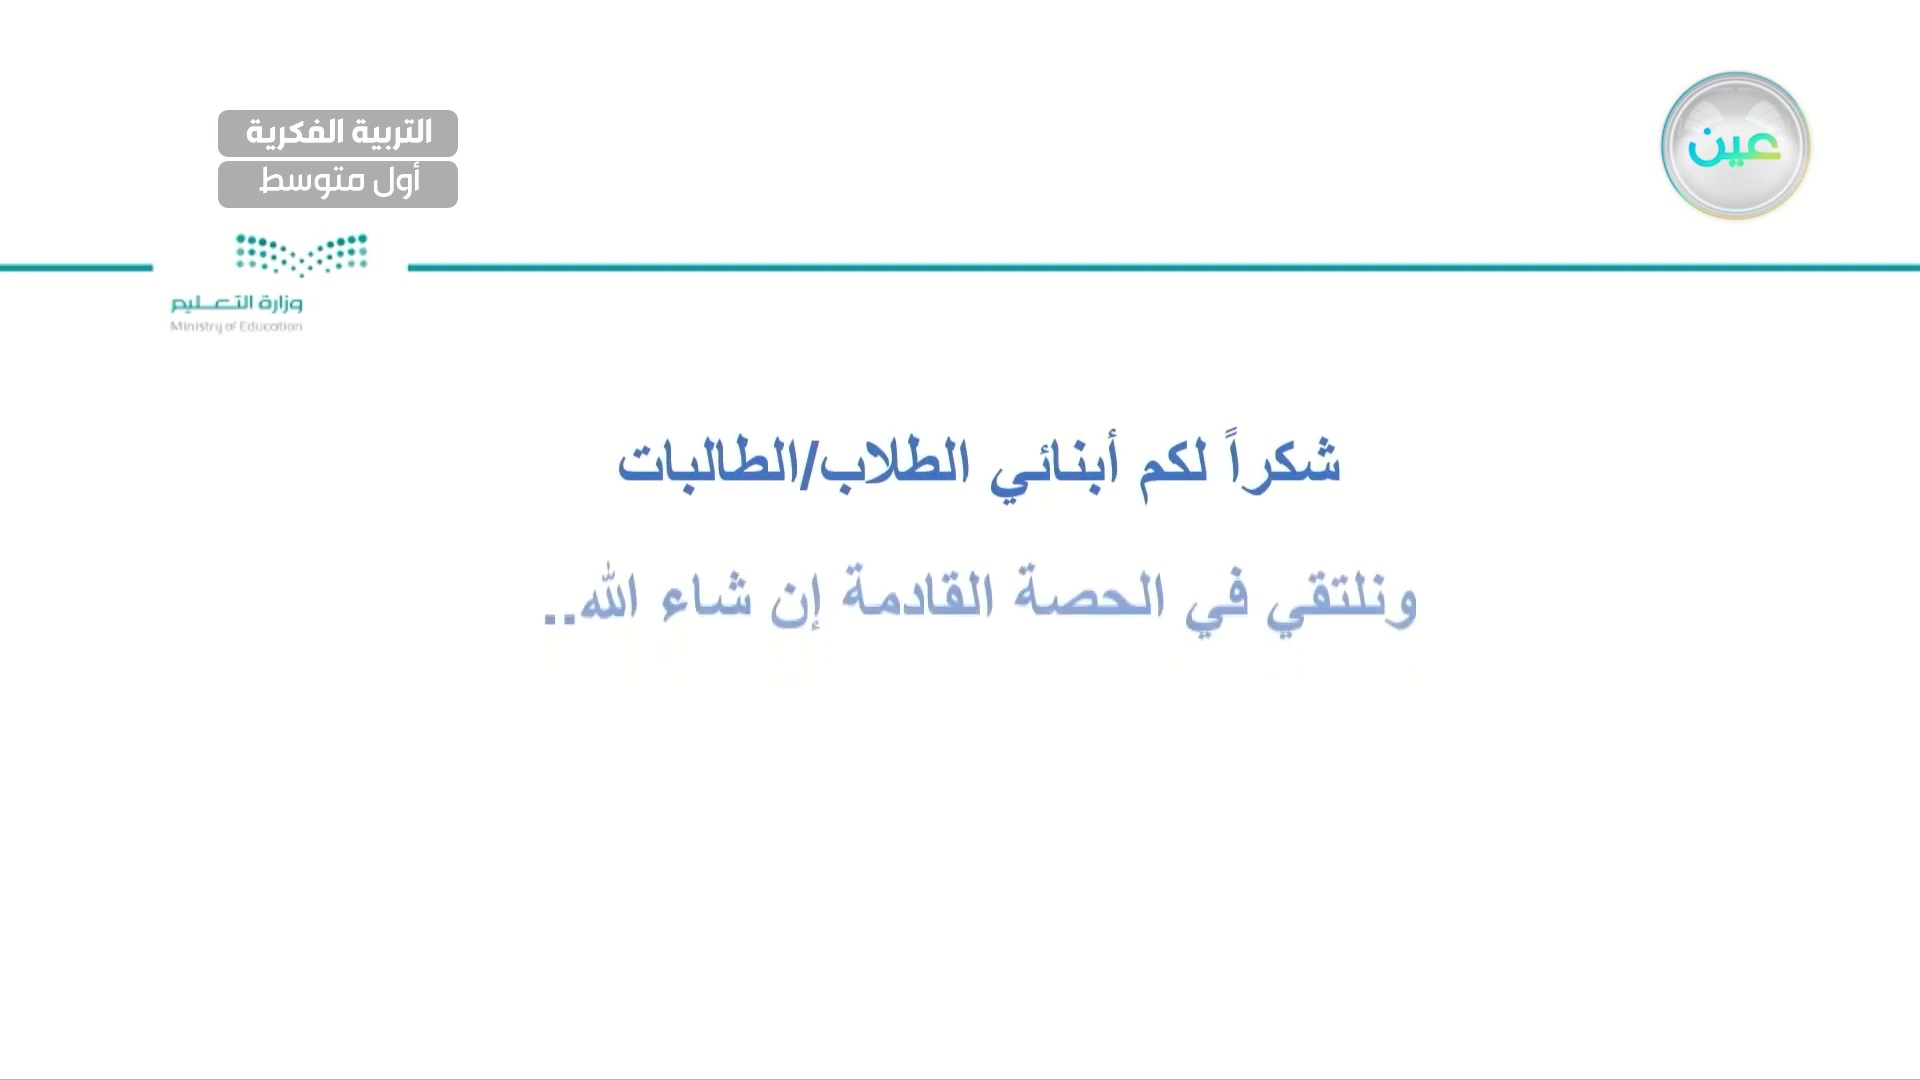 التربية الفكرية
أول متوسط
عين
وزارة التعـليم
Ministry of Education
شكراً لكم أبنائي الطلاب/الطالبات
ونلتقي في الحصة القادمة إن شاء الله..